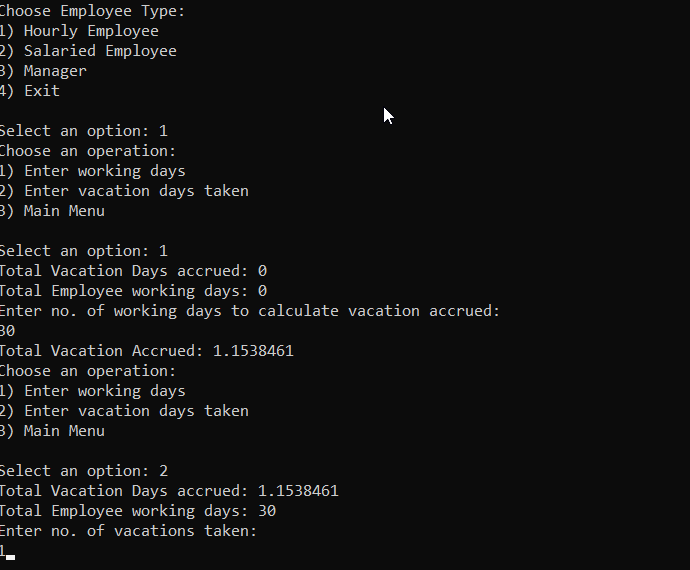 Choose Employee Type:
1) Hourly Employee
2) Salaried Employee
3) Manager
4) Exit
Select an option: 1
Choose an operation:
1) Enter working days
2) Enter vacation days taken
3) Main Menu
Select an option: 1
Total Vacation Days accrued: 0
Total Employee working days: 0
Enter no. of working days to calculate vacation accrued:
30
Total Vacation Accrued: 1.1538461
Choose an operation:
1) Enter working days
2) Enter vacation days taken
3) Main Menu
Select an option: 2
Total Vacation Days accrued: 1.1538461
Total Employee working days: 30
Enter no. of vacations taken:
1